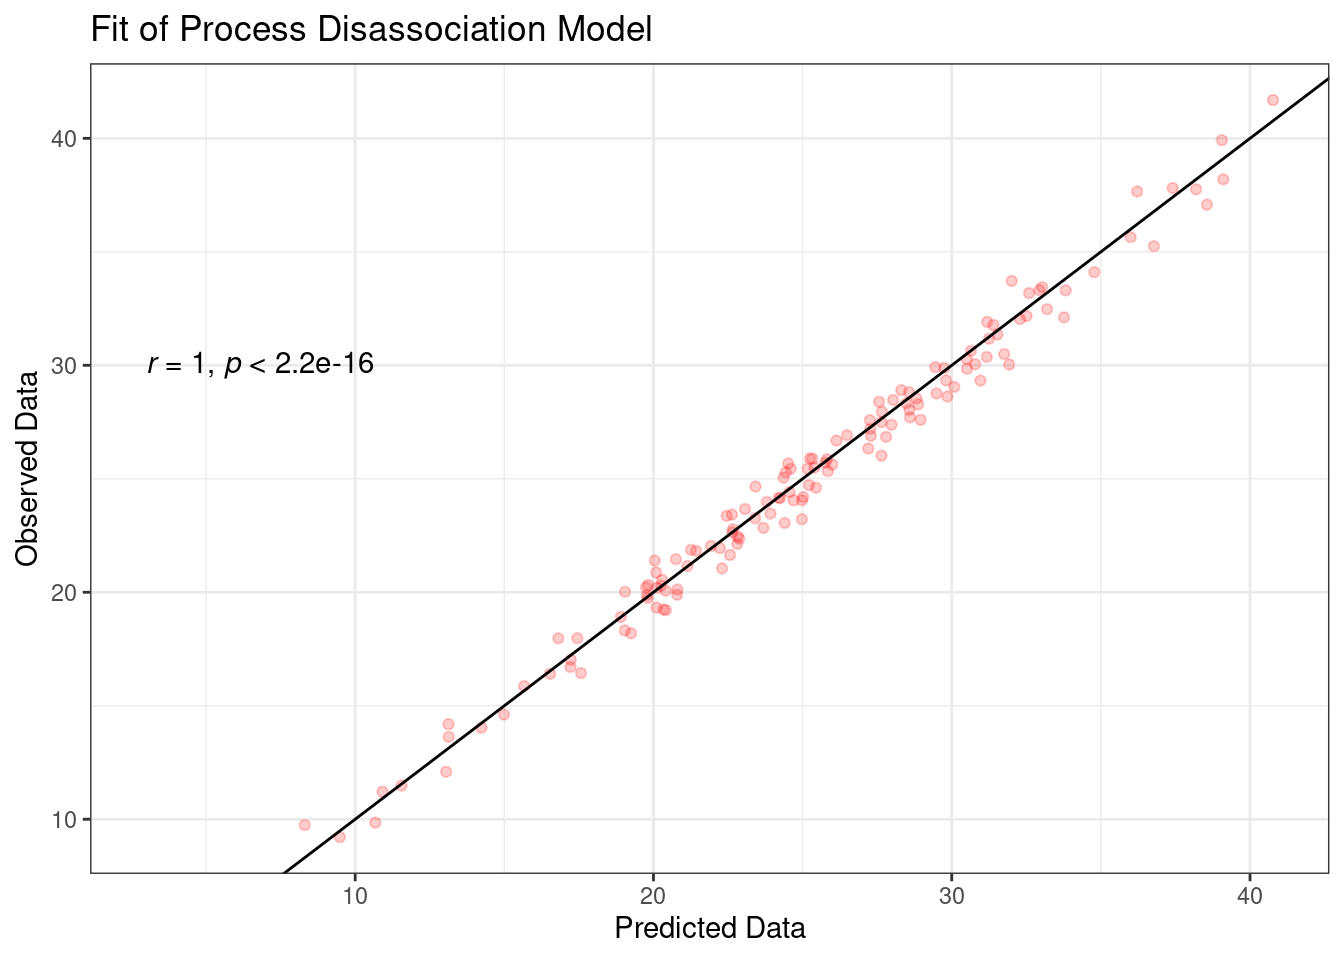 Fit of Process Disassociation Model
40
30
20
10
r = 1, p < 2.2e-16
Observed Data
10
20
30
40
Predicted Data